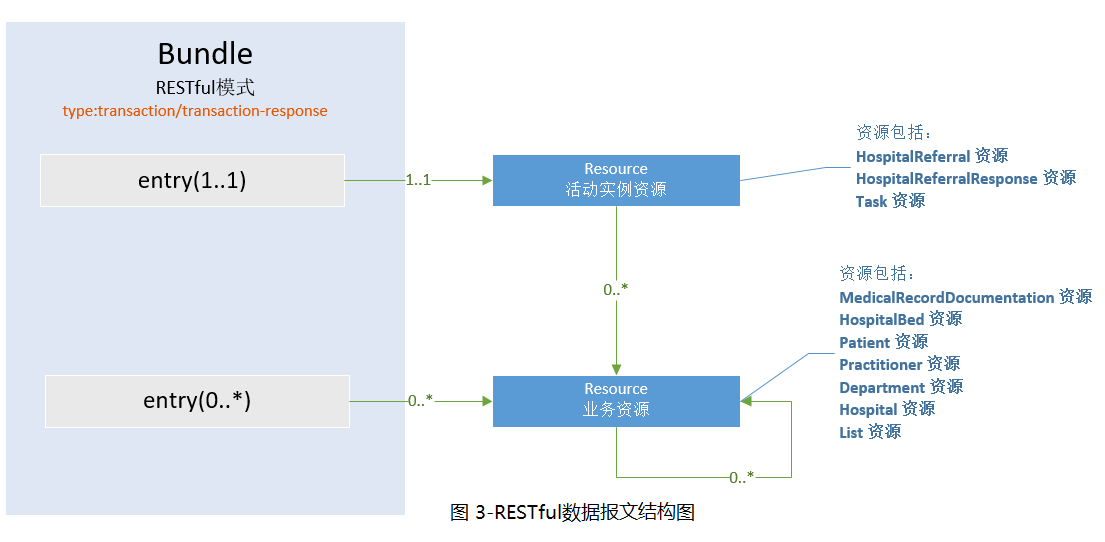 Bundle
RESTful模式
type:transaction/transaction-response
entry(1..1)
1..1
Resource
活动实例资源
资源包括：
HospitalReferral 资源
HospitalReferralResponse 资源
Task 资源
0..*
资源包括：
MedicalRecordDocumentation 资源
HospitalBed 资源
Patient 资源
Practitioner 资源
Department 资源
Hospital 资源
List 资源
entry(0..*)
0..*
Resource
业务资源
0..*
图 3-RESTful数据报文结构图